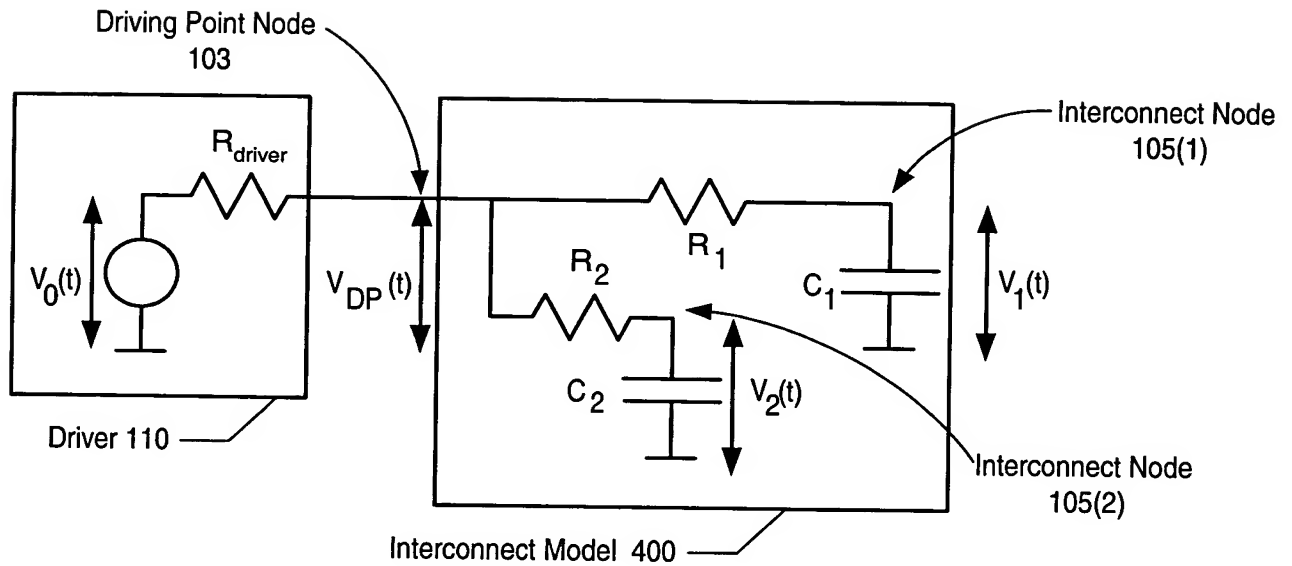 Driving Point Node
103
Interconnect Node
105(1)
R_driver
V_0(t)
V_DP (t)
R_1
R_2
C_1
V_1(t)
C_2
V_2(t)
Driver 110
Interconnect Node
105(2)
Interconnect Model 400